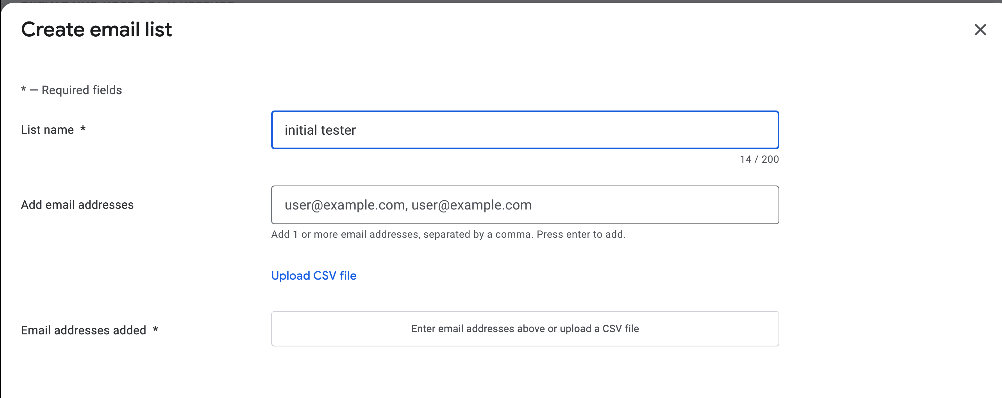 Create email list
* — Required fields
List name *
initial tester
14 / 200
Add email addresses
user@example.com, user@example.com
Add 1 or more email addresses, separated by a comma. Press enter to add.
Upload CSV file
Email addresses added *
Enter email addresses above or upload a CSV file